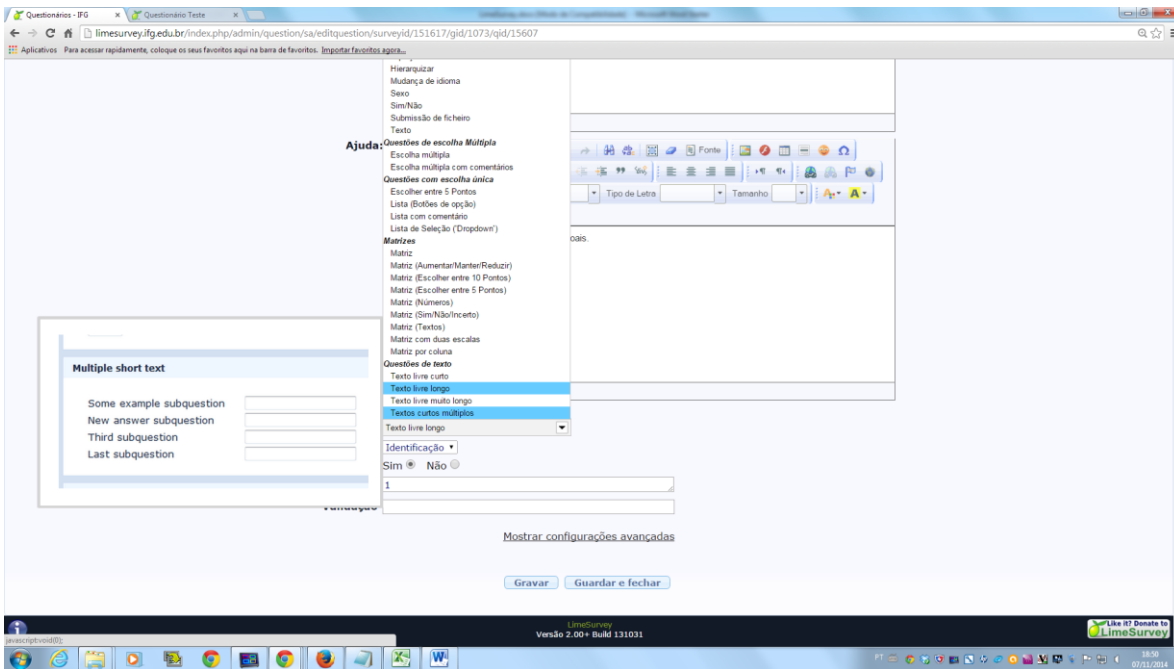 Questionários - IFG
Questionário Teste
limesurvey.ifg.edu.br/index.php/admin/question/sa/editquestion/surveyid/151617/gid/1073/qid/15607
Aplicativos Para acessar rapidamente, coloque os seus favoritos aqui na barra de favoritos. Importar favoritos agora...
Hierarquizar
Mudança de idioma
Sexo
Sim/Não
Submissão de ficheiro
Texto
Ajuda:
Questões de escolha Múltipla
Escolha múltipla
Escolha múltipla com comentários
Questões com escolha única
Escolher entre 5 Pontos
Lista (Botões de opção)
Lista com comentário
Lista de Seleção ('Dropdown')
Matrizes
Matriz
Matriz (Aumentar/Manter/Reduzir)
Matriz (Escolher entre 10 Pontos)
Matriz (Escolher entre 5 Pontos)
Matriz (Números)
Matriz (Sim/Não/Incerto)
Matriz (Textos)
Matriz com duas escalas
Matriz por coluna
Questões de texto
Texto livre curto
Texto livre longo
Texto livre muito longo
Textos curtos múltiplos
Texto livre longo
Fonte
Tipo de Letra Tamanho
oais.
Multiple short text
Some example subquestion
New answer subquestion
Third subquestion
Last subquestion
Identificação
Sim Não
1
Mostrar configurações avançadas
Gravar Guardar e fechar
LimeSurvey
Versão 2.00+ Build 131031
Like it? Donate to
LimeSurvey
javascript:void(0);
PT
18:50
07/11/2014